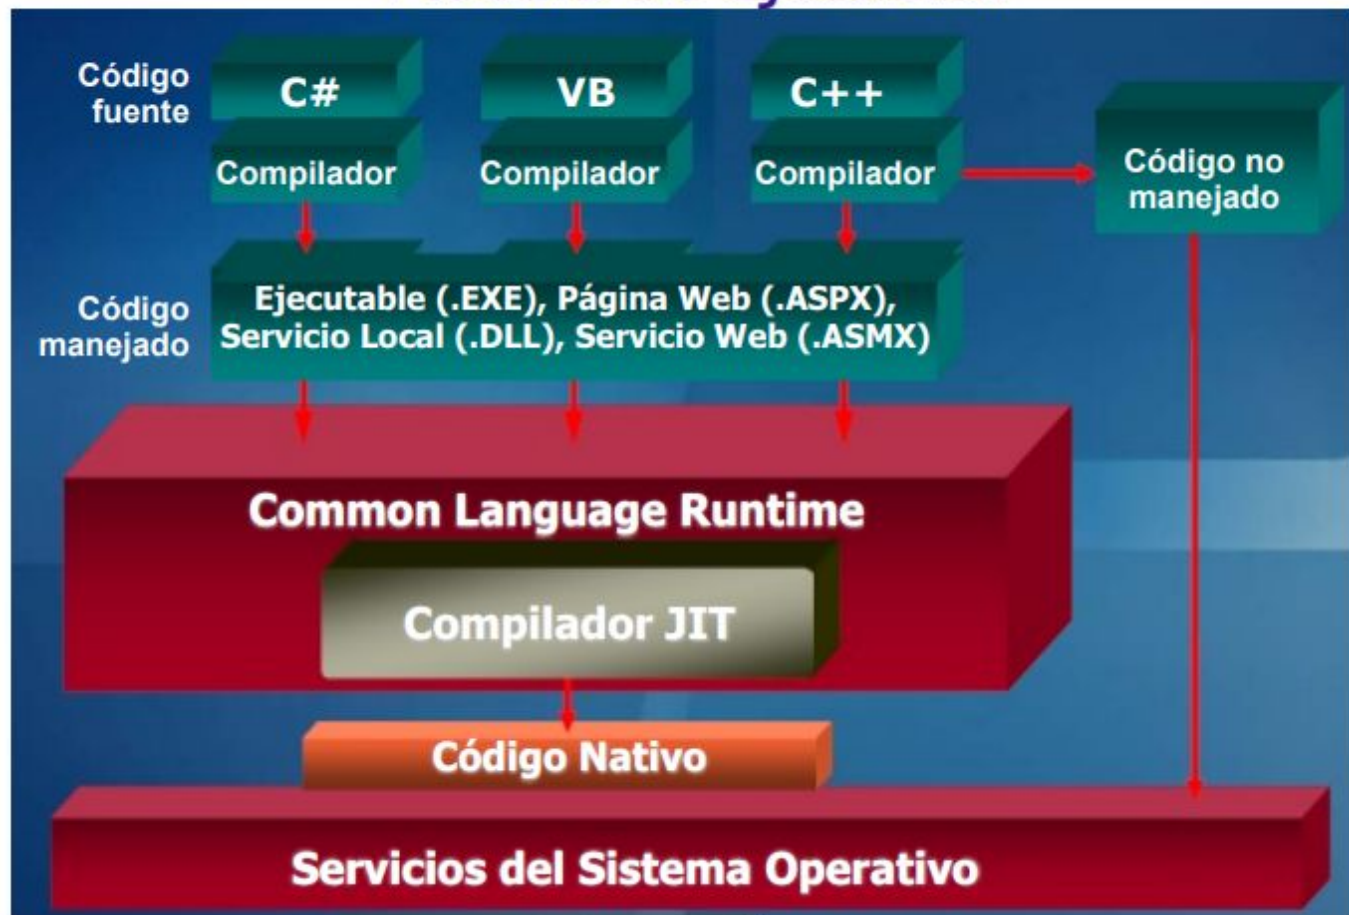 Código
fuente
C#
VB
C++
Compilador
Compilador
Compilador
Código no
manejado
Código
manejado
Ejecutable (.EXE), Página Web (.ASPX),
Servicio Local (.DLL), Servicio Web (.ASMX)
Common Language Runtime
Compilador JIT
Código Nativo
Servicios del Sistema Operativo